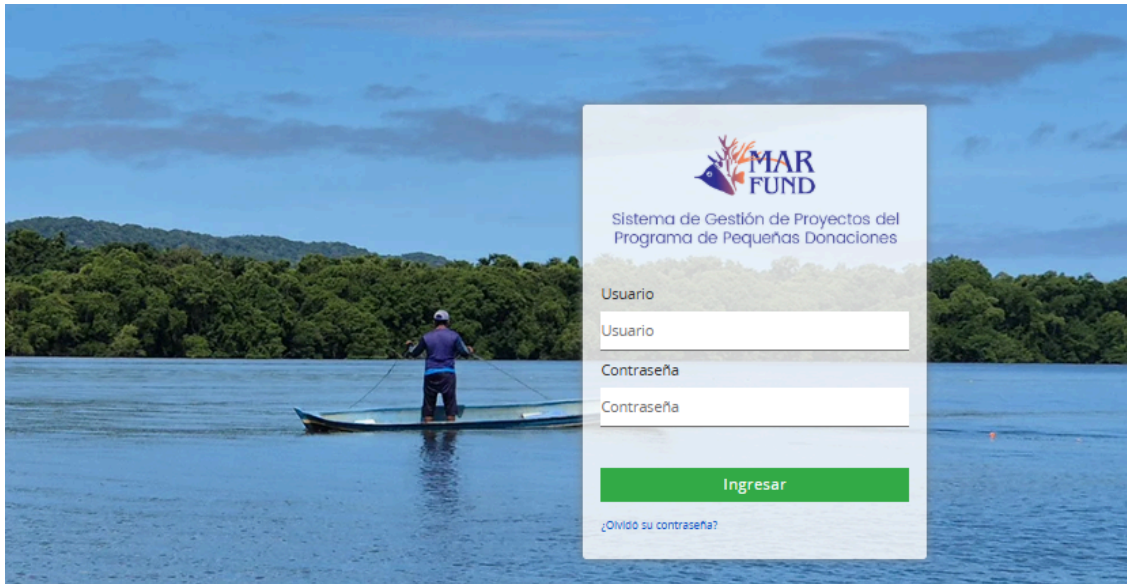 MAR
FUND
Sistema de Gestión de Proyectos del
Programa de Pequeñas Donaciones
Usuario
Usuario
Contraseña
Contraseña
Ingresar
¿Olvidó su contraseña?